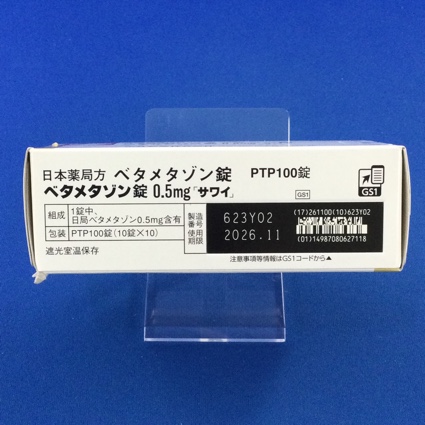 日本薬局方 ベタメタゾン錠 PTP100錠
ベタメタゾン錠 0.5mg「サワイ」
GS1
GS1
組成 1錠中、
日局ベタメタゾン0.5mg含有
包装 PTP100錠(10錠×10)
遮光室温保存
製造番号 623Y02
使用期限 2026.11
(17)261100(10)623Y02
(01)14987080627118
注意事項等情報はGS1コードから▲